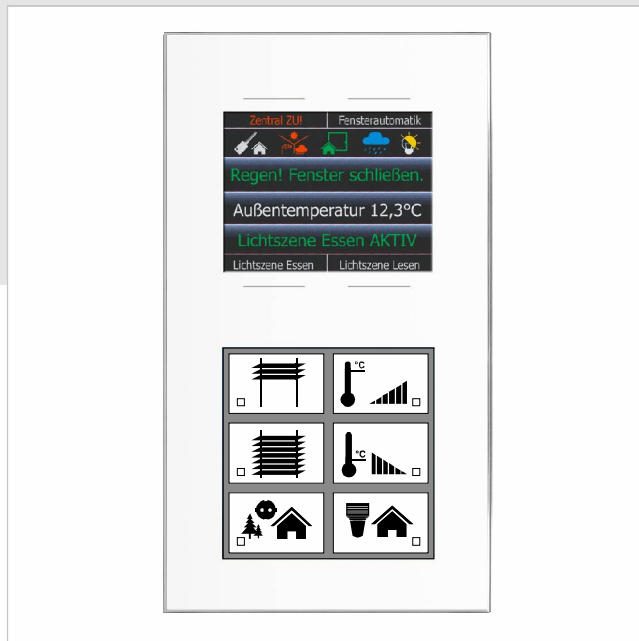 Zentral ZU! Fensterautomatik
Regen! Fenster schließen.
Außentemperatur 12,3°C
Lichtszene Essen AKTIV
Lichtszene Essen Lichtszene Lesen
°C
°C